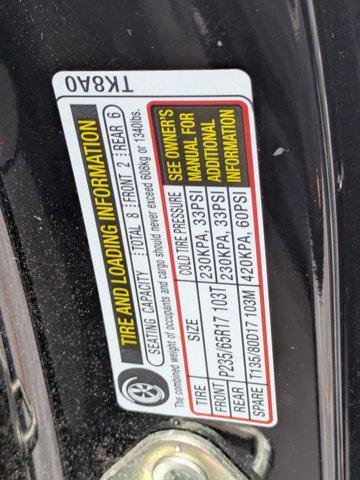 TIRE AND LOADING INFORMATION
SEATING CAPACITY TOTAL 8 FRONT 2 REAR 6
The combined weight of occupants and cargo should never exceed 608kg or 1340lbs.
TIRE SIZE COLD TIRE PRESSURE
FRONT P235/65R17 103T 230KPA, 33PSI
REAR P235/65R17 103T 230KPA, 33PSI
SPARE T135/80D17 103M 420KPA, 60PSI
SEE OWNER'S
MANUAL FOR
ADDITIONAL
INFORMATION
TK8A0